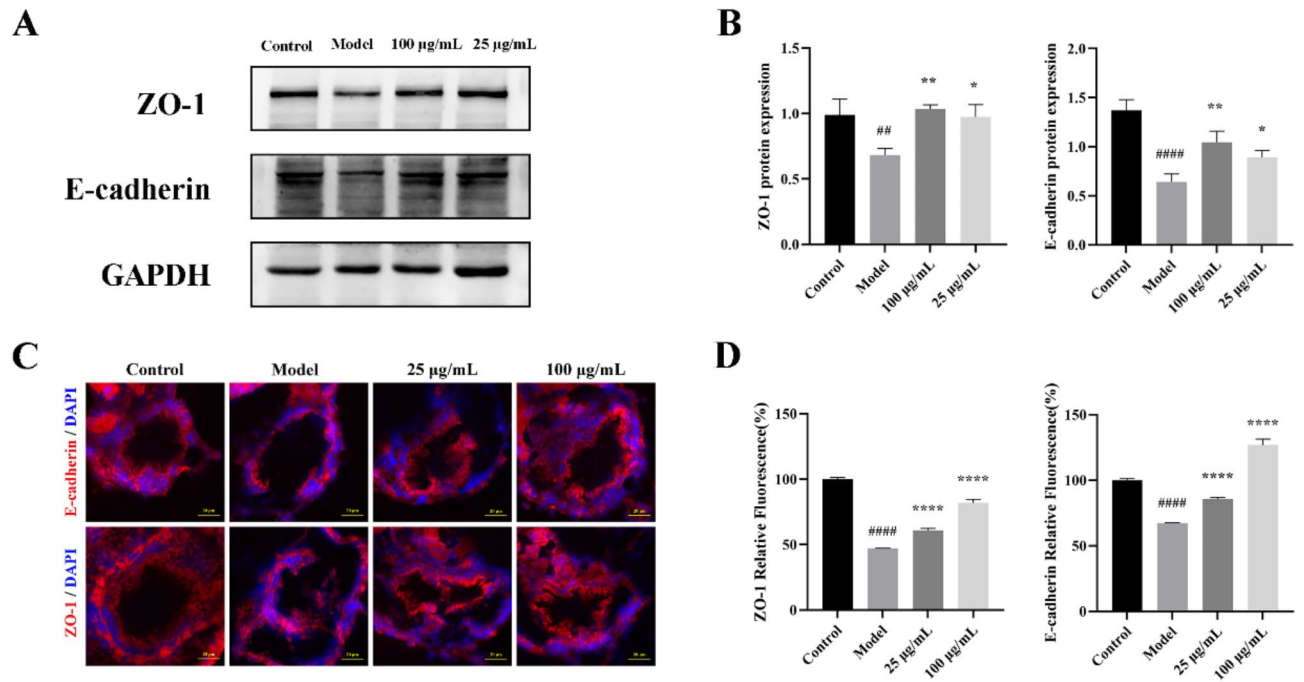 A
Control Model 100 μg/mL 25 μg/mL
ZO-1
E-cadherin
GAPDH
B
ZO-1 protein expression
1.5
1.0
0.5
0.0
##
**
*
Control
Model
100 μg/mL
25 μg/mL
E-cadherin protein expression
2.0
1.5
1.0
0.5
0.0
####
**
*
Control
Model
100 μg/mL
25 μg/mL
C
Control Model 25 μg/mL 100 μg/mL
E-cadherin / DAPI
ZO-1 / DAPI
D
ZO-1 Relative Fluorescence(%)
150
100
50
0
####
****
****
Control
Model
25 μg/mL
100 μg/mL
E-cadherin Relative Fluorescence(%)
150
100
50
0
####
****
****
Control
Model
25 μg/mL
100 μg/mL